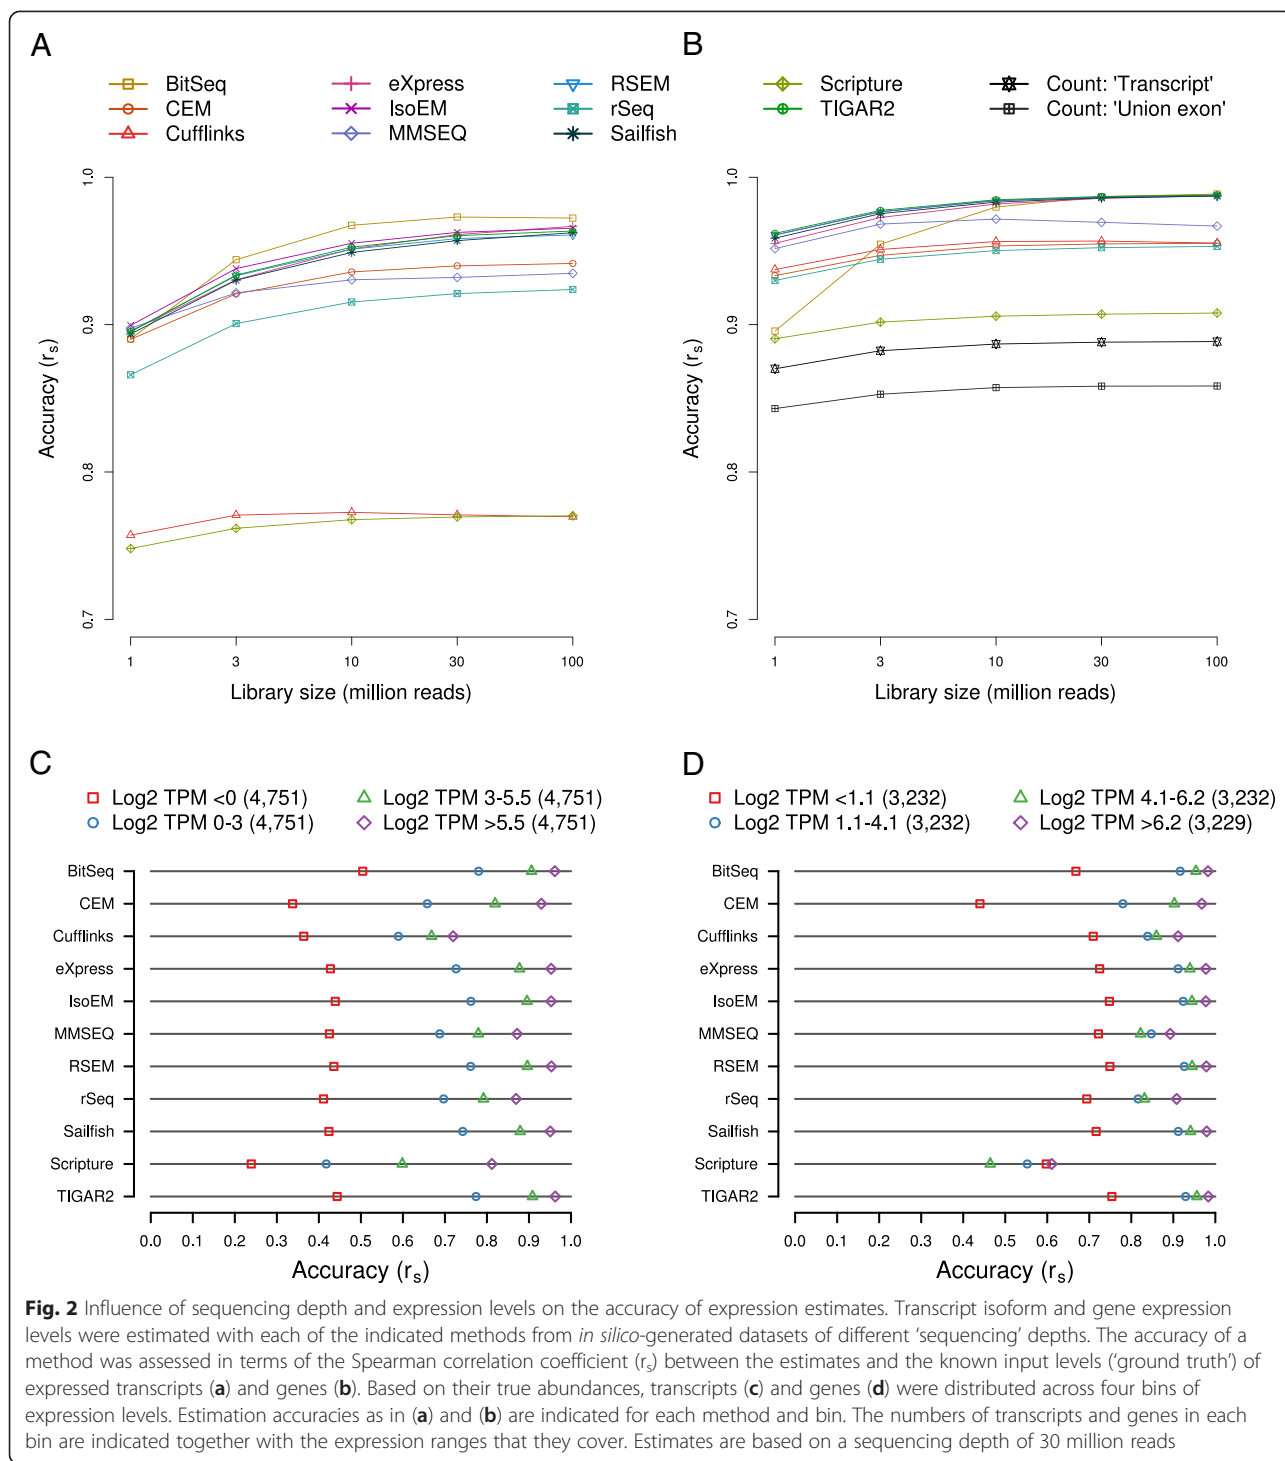 A
BitSeq
CEM
Cufflinks
eXpress
IsoEM
MMSEQ
RSEM
rSeq
Sailfish
1.0
0.9
0.8
0.7
Accuracy (rs)
1 3 10 30 100
Library size (million reads)
B
Scripture
TIGAR2
Count: 'Transcript'
Count: 'Union exon'
1.0
0.9
0.8
0.7
Accuracy (rs)
1 3 10 30 100
Library size (million reads)
C
Log2 TPM <0 (4,751)
Log2 TPM 0-3 (4,751)
Log2 TPM 3-5.5 (4,751)
Log2 TPM >5.5 (4,751)
BitSeq
CEM
Cufflinks
eXpress
IsoEM
MMSEQ
RSEM
rSeq
Sailfish
Scripture
TIGAR2
0.0 0.1 0.2 0.3 0.4 0.5 0.6 0.7 0.8 0.9 1.0
Accuracy (rs)
D
Log2 TPM <1.1 (3,232)
Log2 TPM 1.1-4.1 (3,232)
Log2 TPM 4.1-6.2 (3,232)
Log2 TPM >6.2 (3,229)
BitSeq
CEM
Cufflinks
eXpress
IsoEM
MMSEQ
RSEM
rSeq
Sailfish
Scripture
TIGAR2
0.0 0.1 0.2 0.3 0.4 0.5 0.6 0.7 0.8 0.9 1.0
Accuracy (rs)
Fig. 2 Influence of sequencing depth and expression levels on the accuracy of expression estimates. Transcript isoform and gene expression
levels were estimated with each of the indicated methods from in silico-generated datasets of different ‘sequencing’ depths. The accuracy of a
method was assessed in terms of the Spearman correlation coefficient (rs) between the estimates and the known input levels (‘ground truth’) of
expressed transcripts (a) and genes (b). Based on their true abundances, transcripts (c) and genes (d) were distributed across four bins of
expression levels. Estimation accuracies as in (a) and (b) are indicated for each method and bin. The numbers of transcripts and genes in each
bin are indicated together with the expression ranges that they cover. Estimates are based on a sequencing depth of 30 million reads